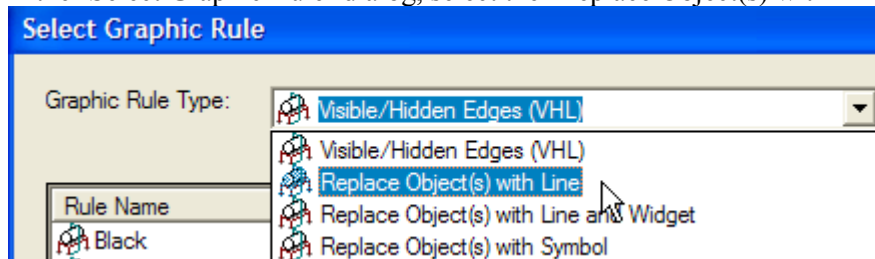 Select Graphic Rule
Graphic Rule Type:
Visible/Hidden Edges (VHL)
Visible/Hidden Edges (VHL)
Replace Object(s) with Line
Rule Name
Replace Object(s) with Line and Widget
Black
Replace Object(s) with Symbol